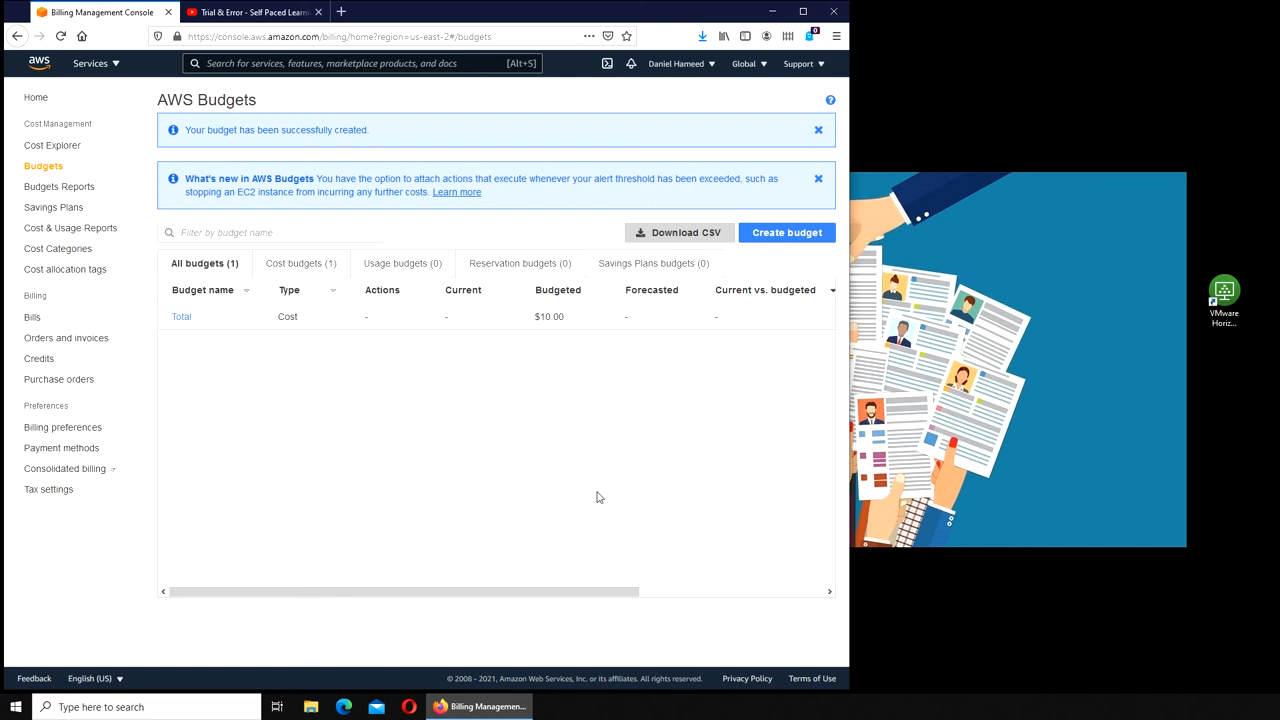 Billing Management Console
Trial & Error - Self Paced Learni
https://console.aws.amazon.com/billing/home?region=us-east-2#/budgets
0
aws
Services
Search for services, features, marketplace products, and docs
[Alt+S]
Daniel Hameed
Global
Support
Home
Cost Management
Cost Explorer
Budgets
Budgets Reports
Savings Plans
Cost & Usage Reports
Cost Categories
Cost allocation tags
Billing
Bills
Orders and invoices
Credits
Purchase orders
Preferences
Billing preferences
Payment methods
Consolidated billing
Tax settings
AWS Budgets
Your budget has been successfully created.
What's new in AWS Budgets You have the option to attach actions that execute whenever your alert threshold has been exceeded, such as
stopping an EC2 instance from incurring any further costs. Learn more
Filter by budget name
Download CSV
Create budget
All budgets (1)
Cost budgets (1)
Usage budgets (0)
Reservation budgets (0)
Savings Plans budgets (0)
Budget name
Type
Actions
Current
Budgeted
Forecasted
Current vs. budgeted
Total
Cost
-
-
$10.00
-
-
VMware
Horiz...
Feedback
English (US)
© 2008 - 2021, Amazon Web Services, Inc. or its affiliates. All rights reserved.
Privacy Policy
Terms of Use
Type here to search
Billing Managemen...